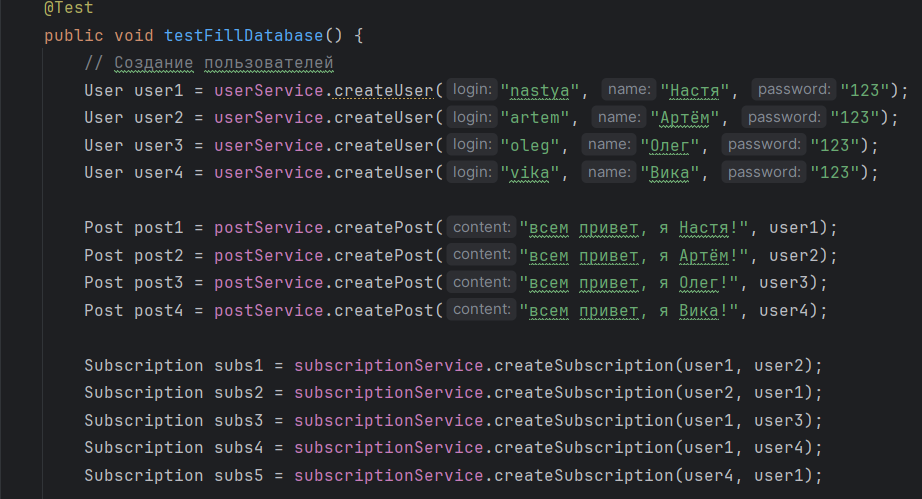 @Test
public void testFillDatabase() {
// Создание пользователей
User user1 = userService.createUser( login: "nastya", name: "Настя", password: "123");
User user2 = userService.createUser( login: "artem", name: "Артём", password: "123");
User user3 = userService.createUser( login: "oleg", name: "Олег", password: "123");
User user4 = userService.createUser( login: "vika", name: "Вика", password: "123");
Post post1 = postService.createPost( content: "всем привет, я Настя!", user1);
Post post2 = postService.createPost( content: "всем привет, я Артём!", user2);
Post post3 = postService.createPost( content: "всем привет, я Олег!", user3);
Post post4 = postService.createPost( content: "всем привет, я Вика!", user4);
Subscription subs1 = subscriptionService.createSubscription(user1, user2);
Subscription subs2 = subscriptionService.createSubscription(user2, user1);
Subscription subs3 = subscriptionService.createSubscription(user1, user3);
Subscription subs4 = subscriptionService.createSubscription(user1, user4);
Subscription subs5 = subscriptionService.createSubscription(user4, user1);